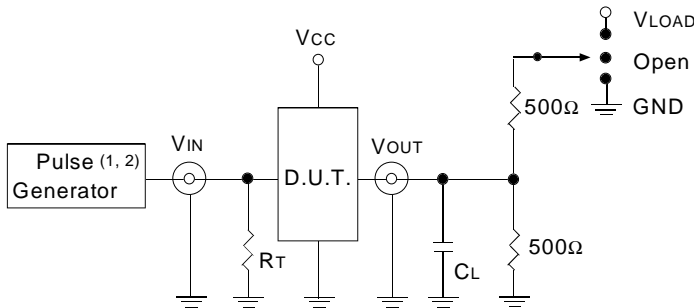 VLOAD
VCC
Open
500Ω
GND
VIN
VOUT
Pulse (1, 2)
Generator
D.U.T.
500Ω
RT
CL